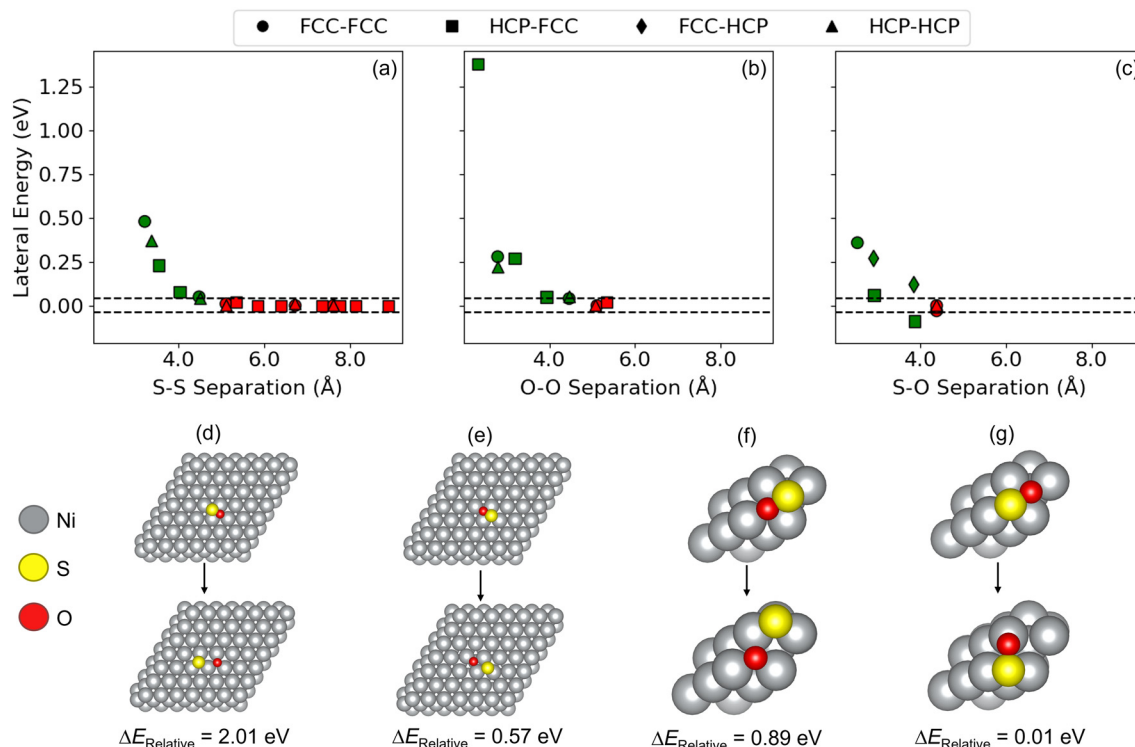 FCC-FCC HCP-FCC FCC-HCP HCP-HCP
(a) (b) (c)
Lateral Energy (eV)
1.25
1.00
0.75
0.50
0.25
0.00
4.0 6.0 8.0 4.0 6.0 8.0 4.0 6.0 8.0
S-S Separation (Å) O-O Separation (Å) S-O Separation (Å)
(d) (e) (f) (g)
Ni
S
O
ΔE_Relative = 2.01 eV ΔE_Relative = 0.57 eV ΔE_Relative = 0.89 eV ΔE_Relative = 0.01 eV